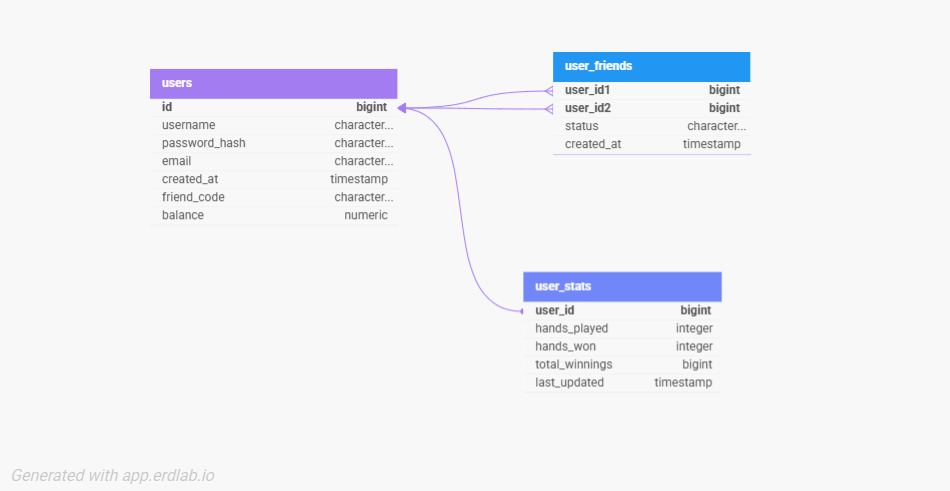 users
id bigint
username character...
password_hash character...
email character...
created_at timestamp
friend_code character...
balance numeric
user_friends
user_id1 bigint
user_id2 bigint
status character...
created_at timestamp
user_stats
user_id bigint
hands_played integer
hands_won integer
total_winnings bigint
last_updated timestamp
Generated with app.erdlab.io